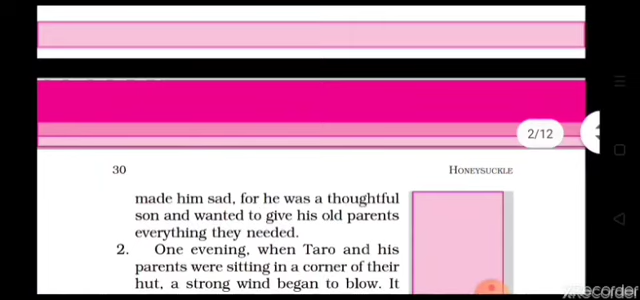 2/12
30 HONEYSUCKLE
made him sad, for he was a thoughtful
son and wanted to give his old parents
everything they needed.
2. One evening, when Taro and his
parents were sitting in a corner of their
hut, a strong wind began to blow. It
XRecorder